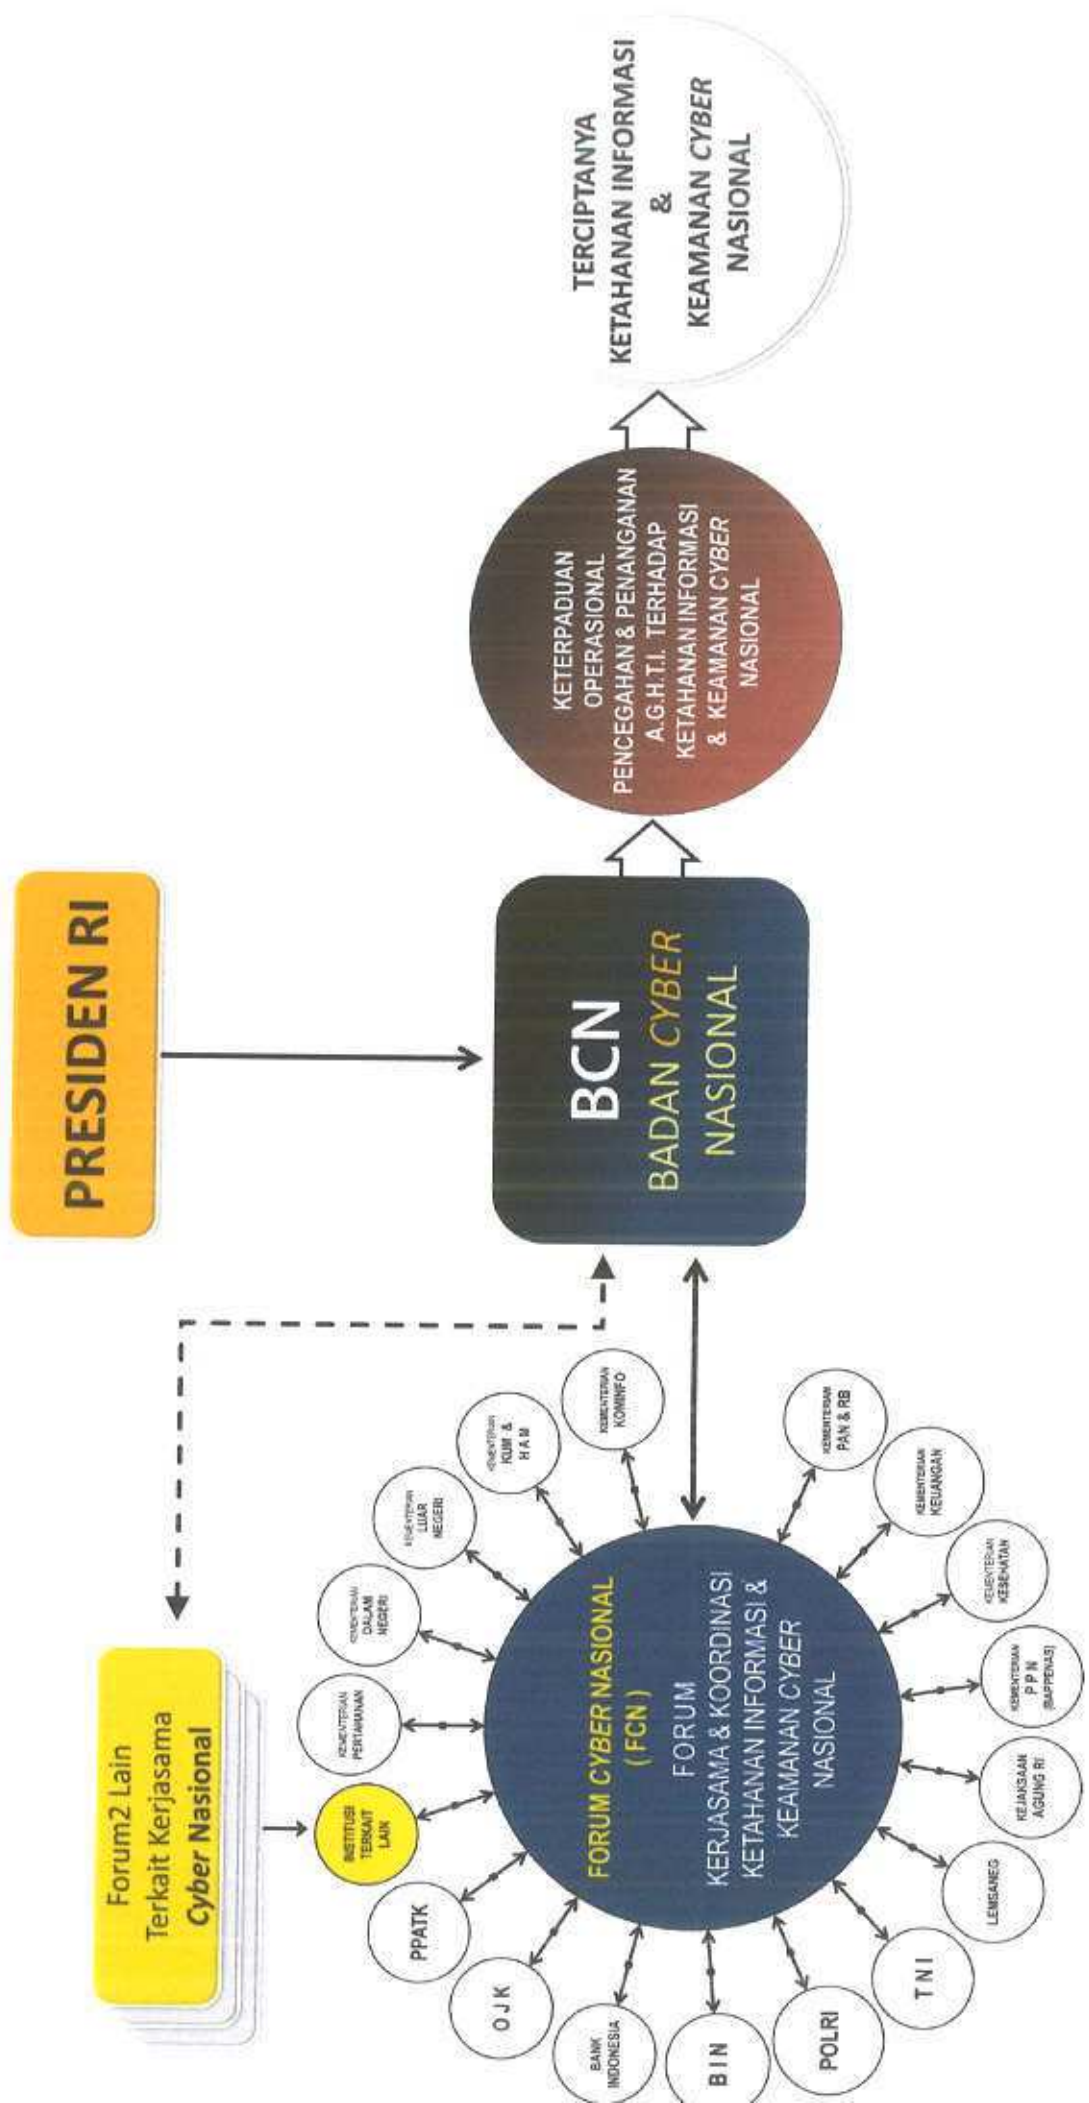 PRESIDEN RI
Forum2 Lain
Terkait Kerjasama
Cyber Nasional
BCN
BADAN CYBER
NASIONAL
KETERPADUAN
OPERASIONAL
PENCEGAHAN & PENANGANAN
A.G.H.T.I. TERHADAP
KETAHANAN INFORMASI
& KEAMANAN CYBER
NASIONAL
TERCIPTANYA
KETAHANAN INFORMASI
&
KEAMANAN CYBER
NASIONAL
FORUM CYBER NASIONAL
( FCN )
FORUM
KERJASAMA & KOORDINASI
KETAHANAN INFORMASI &
KEAMANAN CYBER
NASIONAL
INSTITUSI
TERKAIT
LAIN
KEMENTERIAN
PERTAHANAN
KEMENTERIAN
DALAM
NEGERI
KEMENTERIAN
LUAR
NEGERI
KEMENTERIAN
KUM &
H A M
KEMENTERIAN
KOMINFO
KEMENTERIAN
PAN & RB
KEMENTERIAN
KEUANGAN
KEMENTERIAN
KESEHATAN
KEMENTERIAN
P P N
(BAPPENAS)
KEJAKSAAN
AGUNG RI
LEMSANEG
T N I
POLRI
B I N
BANK
INDONESIA
O J K
PPATK